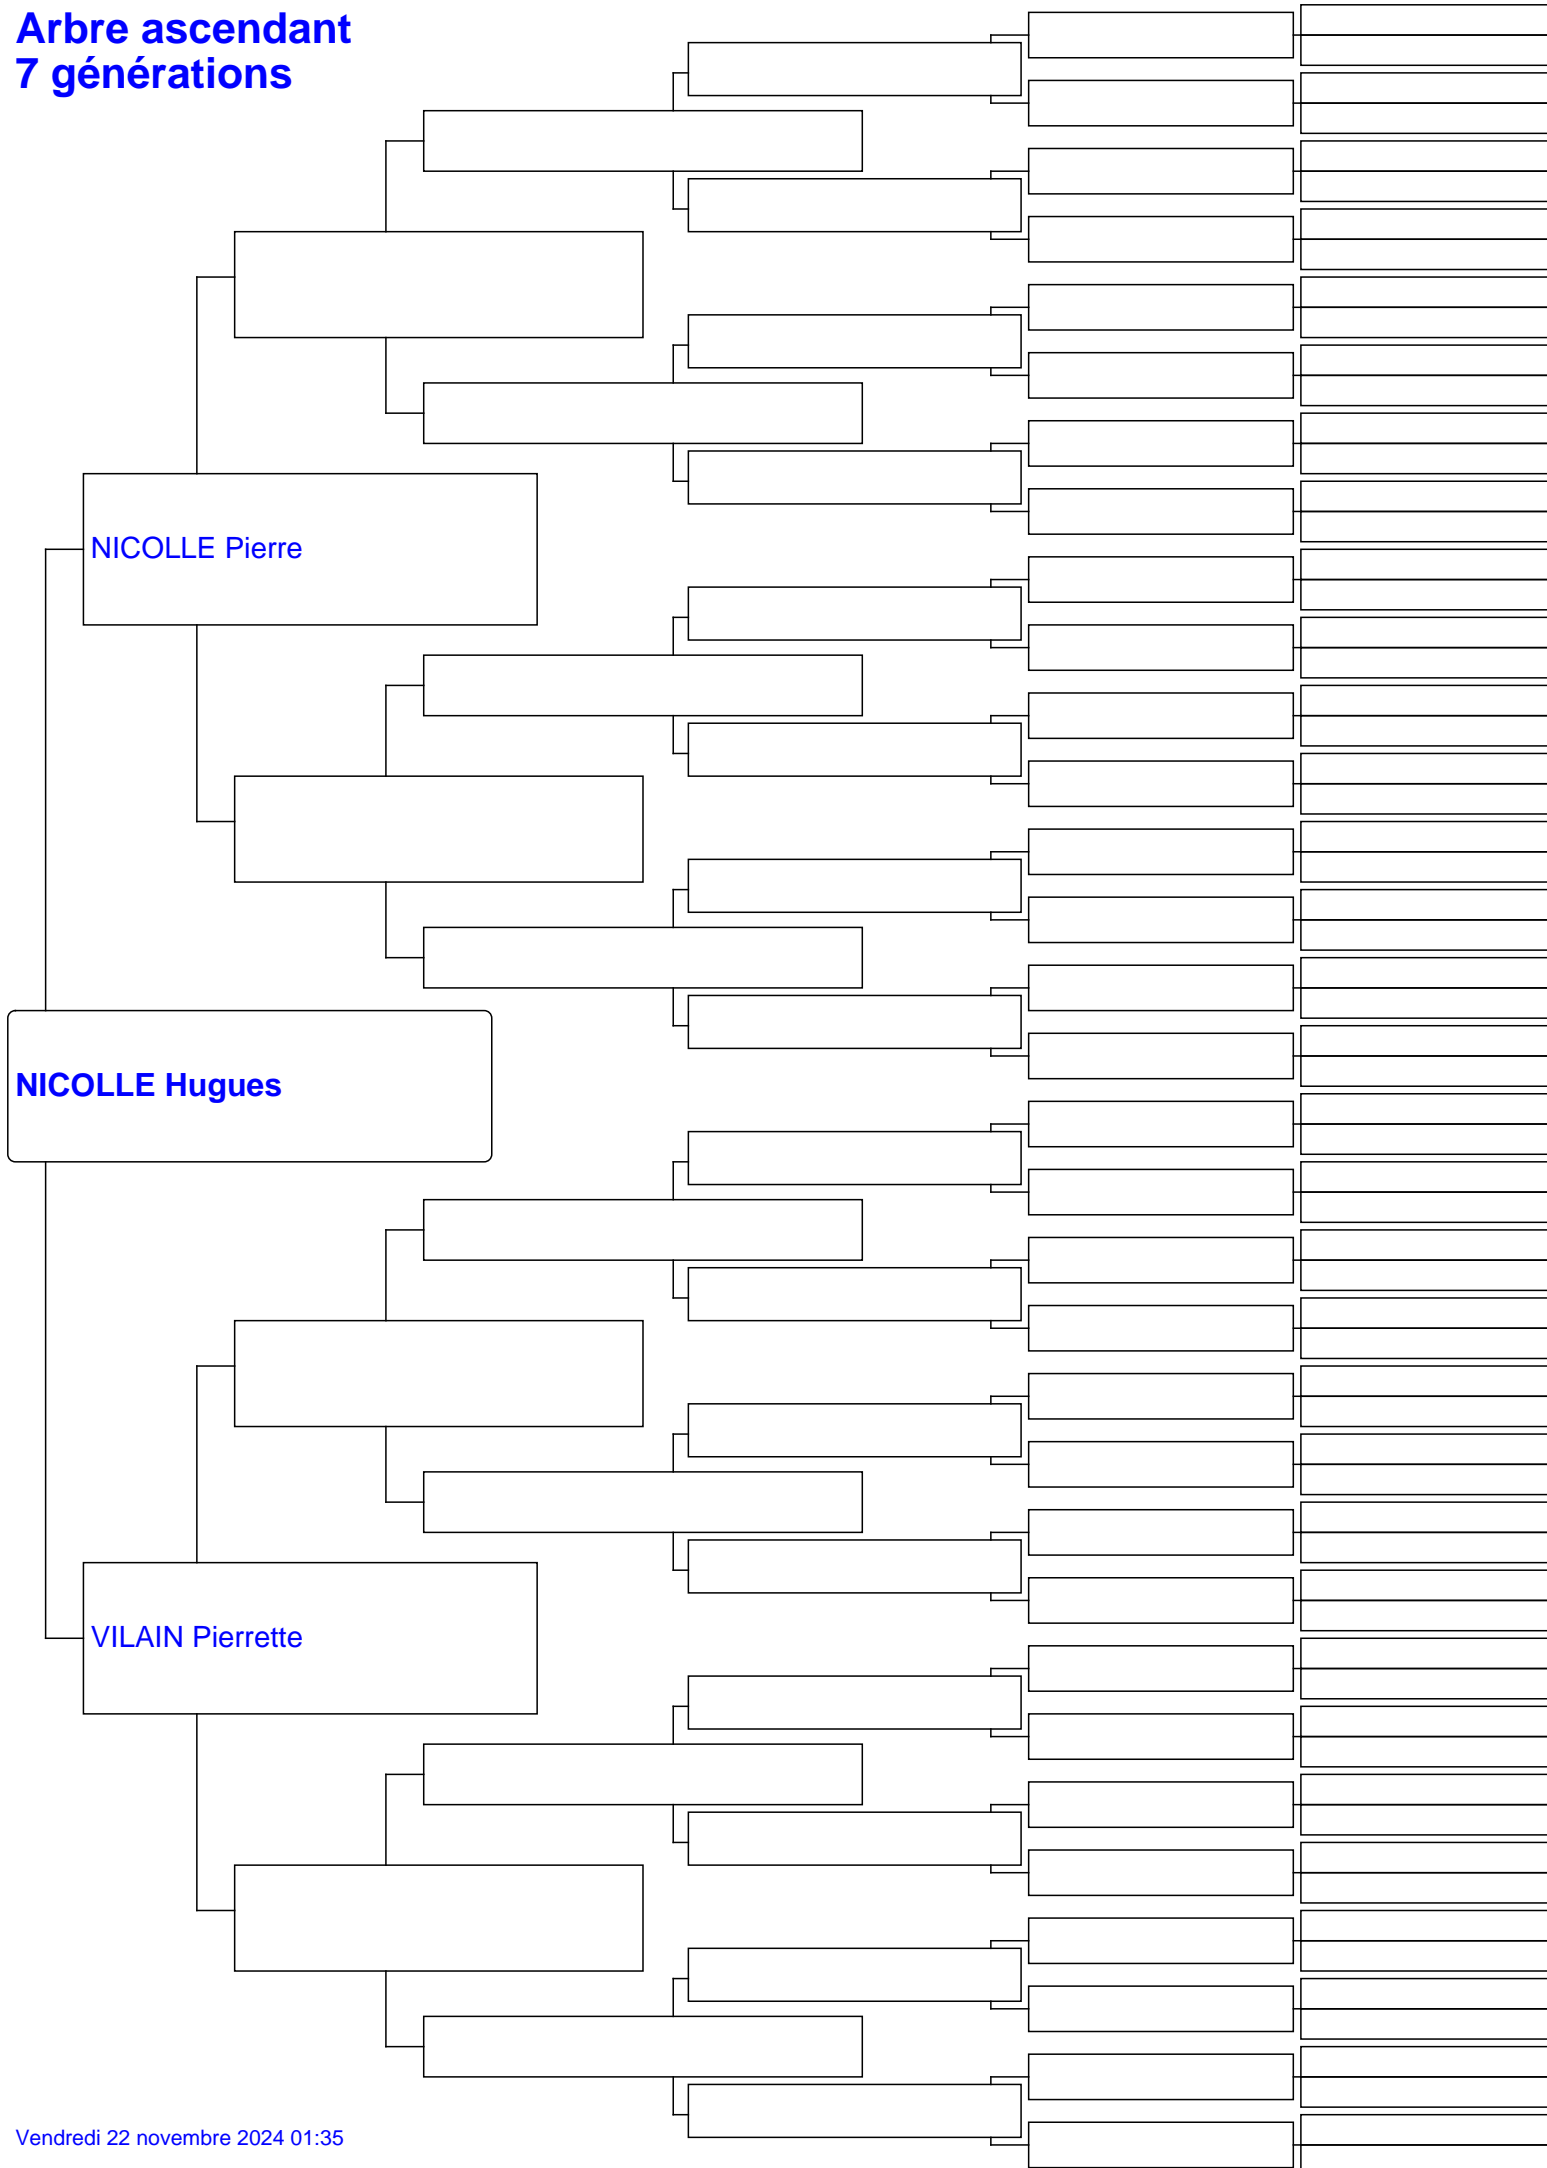 Arbre ascendant
7 générations
NICOLLE Pierre
NICOLLE Hugues
VILAIN Pierrette
Vendredi 22 novembre 2024 01:35